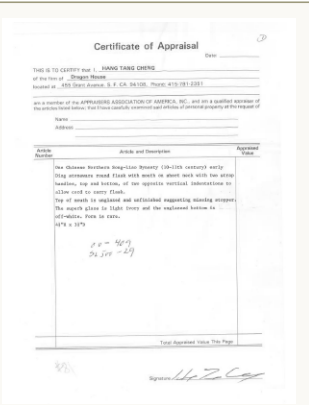 Certificate of Appraisal
Date
THIS IS TO CERTIFY that I, HANG TANG CHENG
of the firm of Dragon House
located at 455 Grant Avenue S. F. CA 94108, Phone: 415-
am a member of the APPRAISERS ASSOCIATION OF AMERICA, INC., and am a qualified appraiser of
the articles listed below; that I have carefully examined said articles of personal property at the request of
Name
Address
Article Number
Article and Description
Appraised Value
One Chinese Northern Song-Liao Dynasty (10-13th century) early
Ding stoneware round flask with mouth on short neck with two strap
handles, top and bottom, of two opposite vertical indentations to
allow cord to carry flask.
Top of mouth is unglazed and unfinished suggesting missing stopper.
The superb glaze is light ivory and the unglazed bottom is
off-white. Form is rare.
Total Appraised Value This Page
Signature